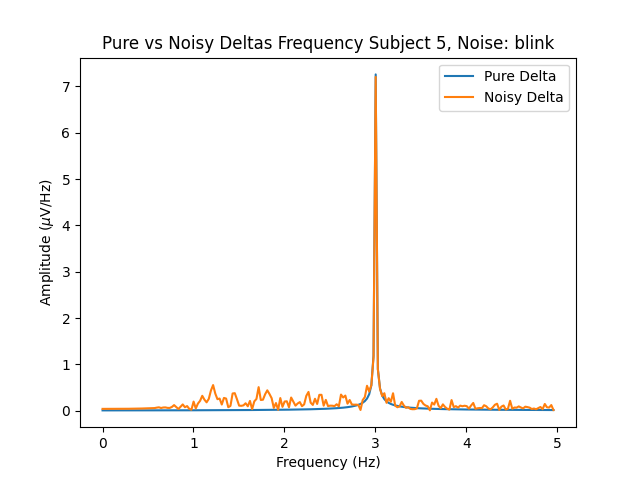 Pure vs Noisy Deltas Frequency Subject 5, Noise: blink
Pure Delta
Noisy Delta
Amplitude (μV/Hz)
7
6
5
4
3
2
1
0
0 1 2 3 4 5
Frequency (Hz)